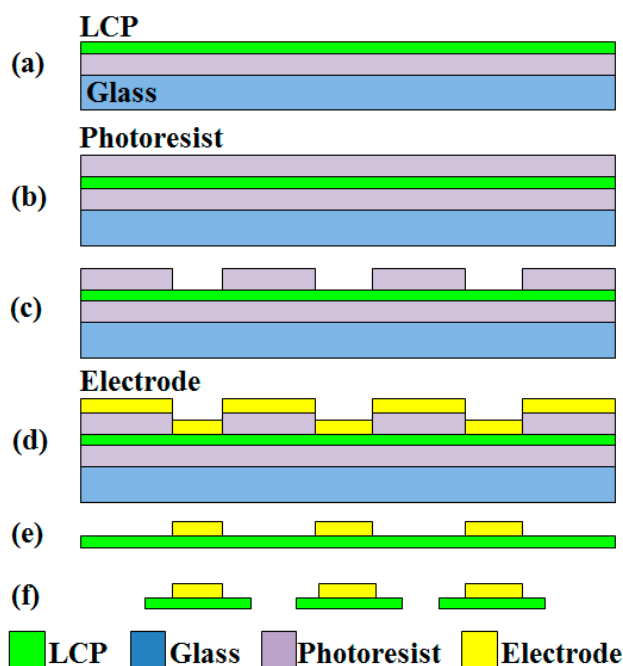 LCP
(a)
Glass
Photoresist
(b)
(c)
Electrode
(d)
(e)
(f)
LCP Glass Photoresist Electrode